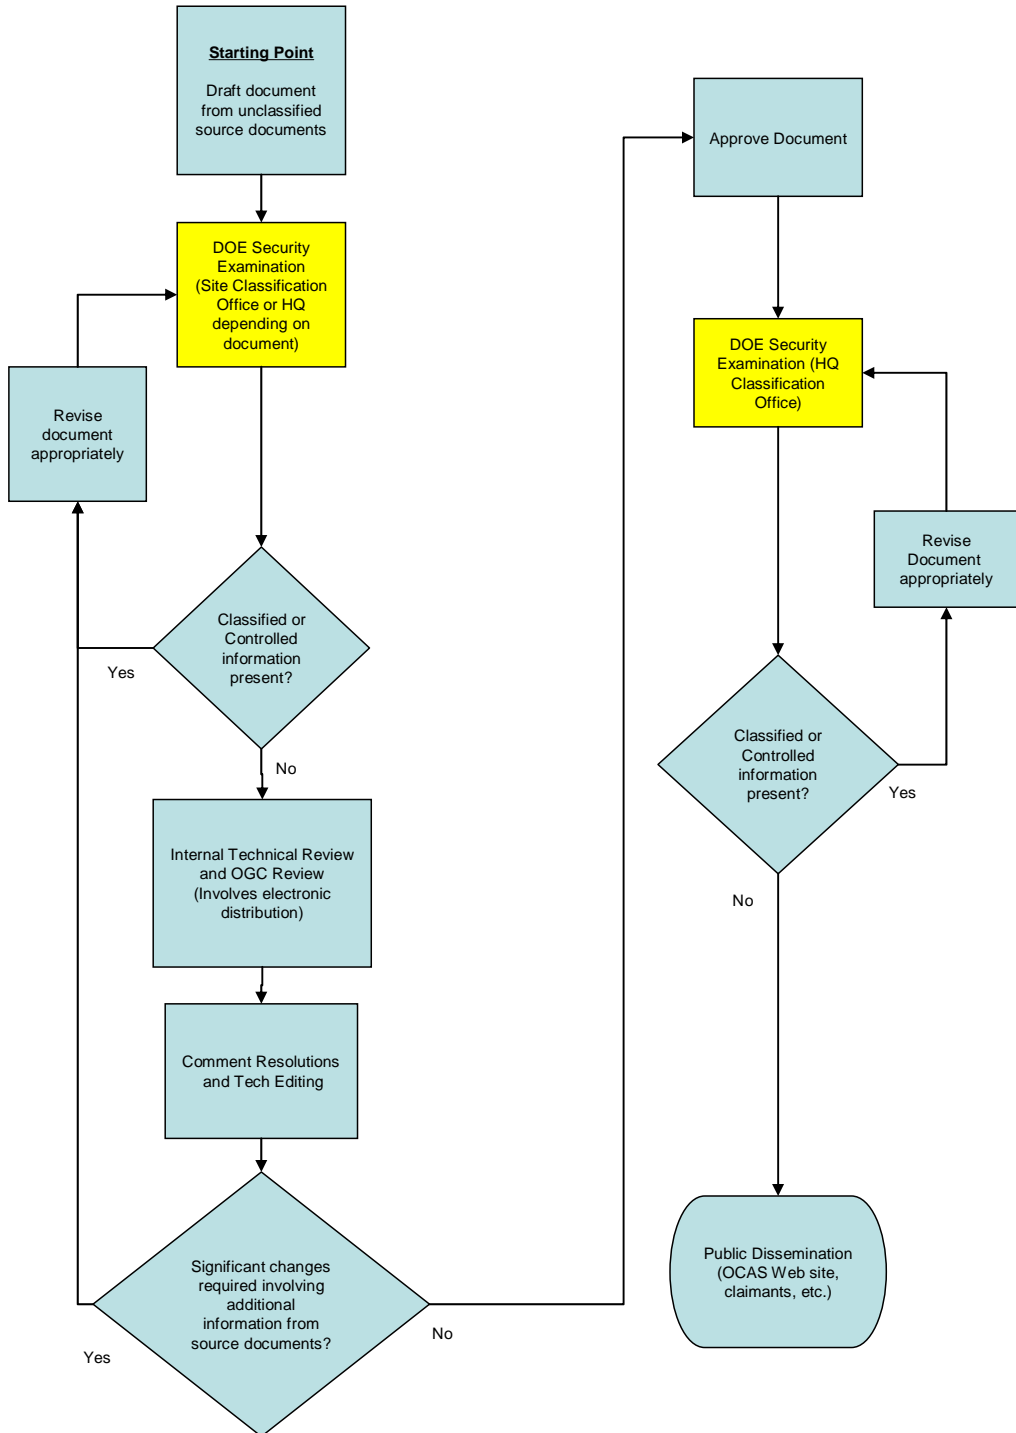 Starting Point
Draft document
from unclassified
source documents
DOE Security
Examination
(Site Classification
Office or HQ
depending on
document)
Revise
document
appropriately
Classified or
Controlled
information
present?
Yes
No
Internal Technical Review
and OGC Review
(Involves electronic
distribution)
Comment Resolutions
and Tech Editing
Significant changes
required involving
additional
information from
source documents?
Yes
No
Approve Document
DOE Security
Examination (HQ
Classification
Office)
Revise
Document
appropriately
Classified or
Controlled
information
present?
Yes
No
Public Dissemination
(OCAS Web site,
claimants, etc.)